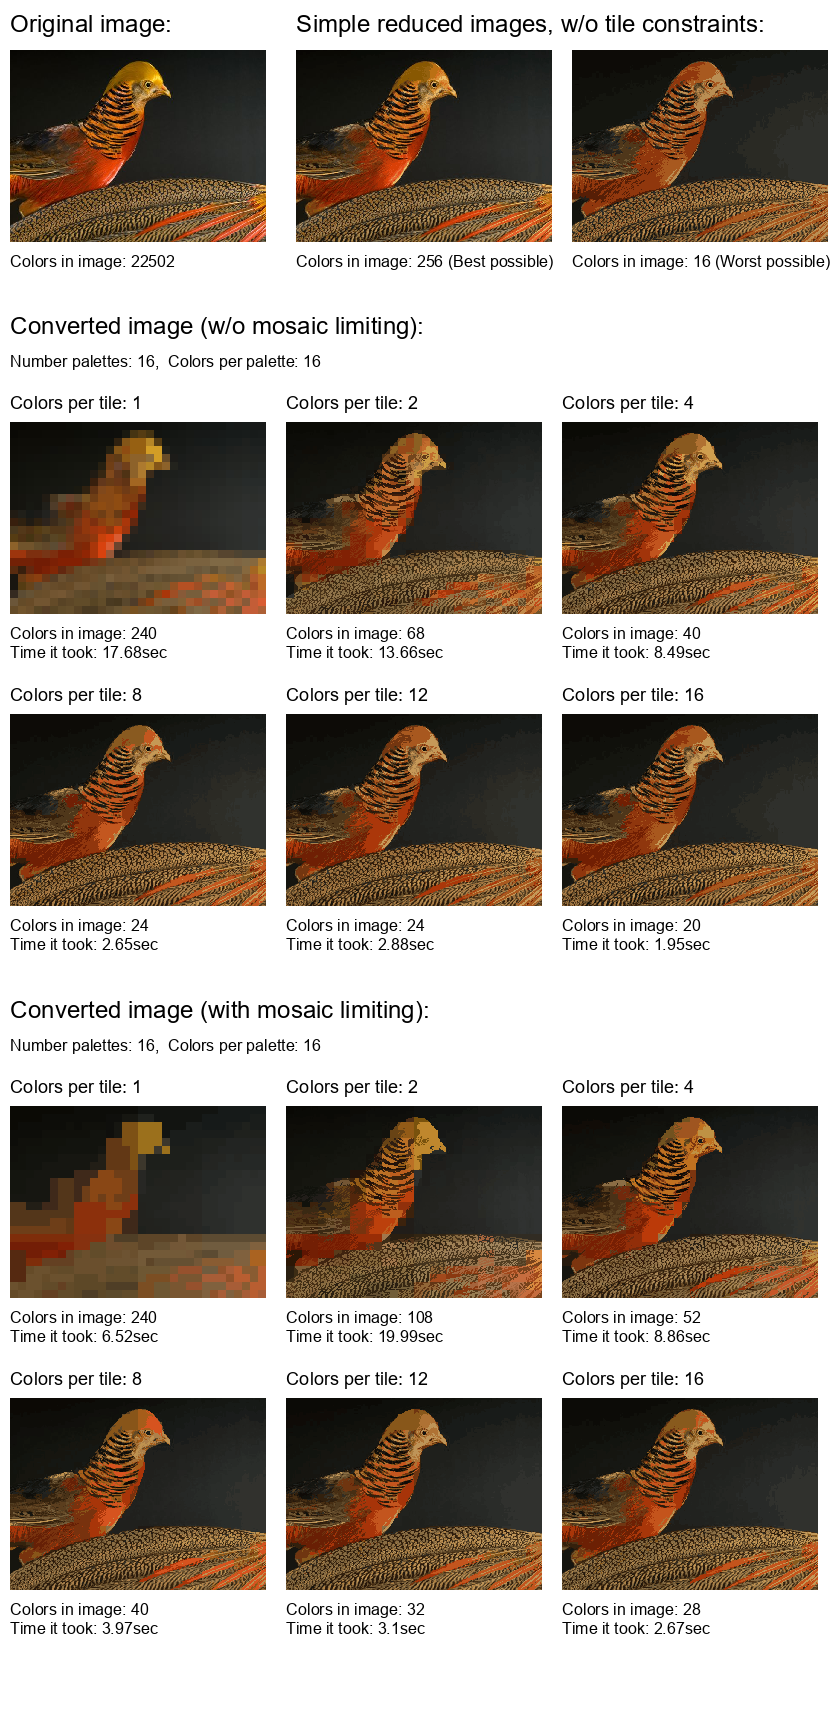 Original image:
Simple reduced images, w/o tile constraints:
Colors in image: 22502
Colors in image: 256 (Best possible)
Colors in image: 16 (Worst possible)
Converted image (w/o mosaic limiting):
Number palettes: 16,  Colors per palette: 16
Colors per tile: 1
Colors per tile: 2
Colors per tile: 4
Colors in image: 240
Time it took: 17.68sec
Colors in image: 68
Time it took: 13.66sec
Colors in image: 40
Time it took: 8.49sec
Colors per tile: 8
Colors per tile: 12
Colors per tile: 16
Colors in image: 24
Time it took: 2.65sec
Colors in image: 24
Time it took: 2.88sec
Colors in image: 20
Time it took: 1.95sec
Converted image (with mosaic limiting):
Number palettes: 16,  Colors per palette: 16
Colors per tile: 1
Colors per tile: 2
Colors per tile: 4
Colors in image: 240
Time it took: 6.52sec
Colors in image: 108
Time it took: 19.99sec
Colors in image: 52
Time it took: 8.86sec
Colors per tile: 8
Colors per tile: 12
Colors per tile: 16
Colors in image: 40
Time it took: 3.97sec
Colors in image: 32
Time it took: 3.1sec
Colors in image: 28
Time it took: 2.67sec